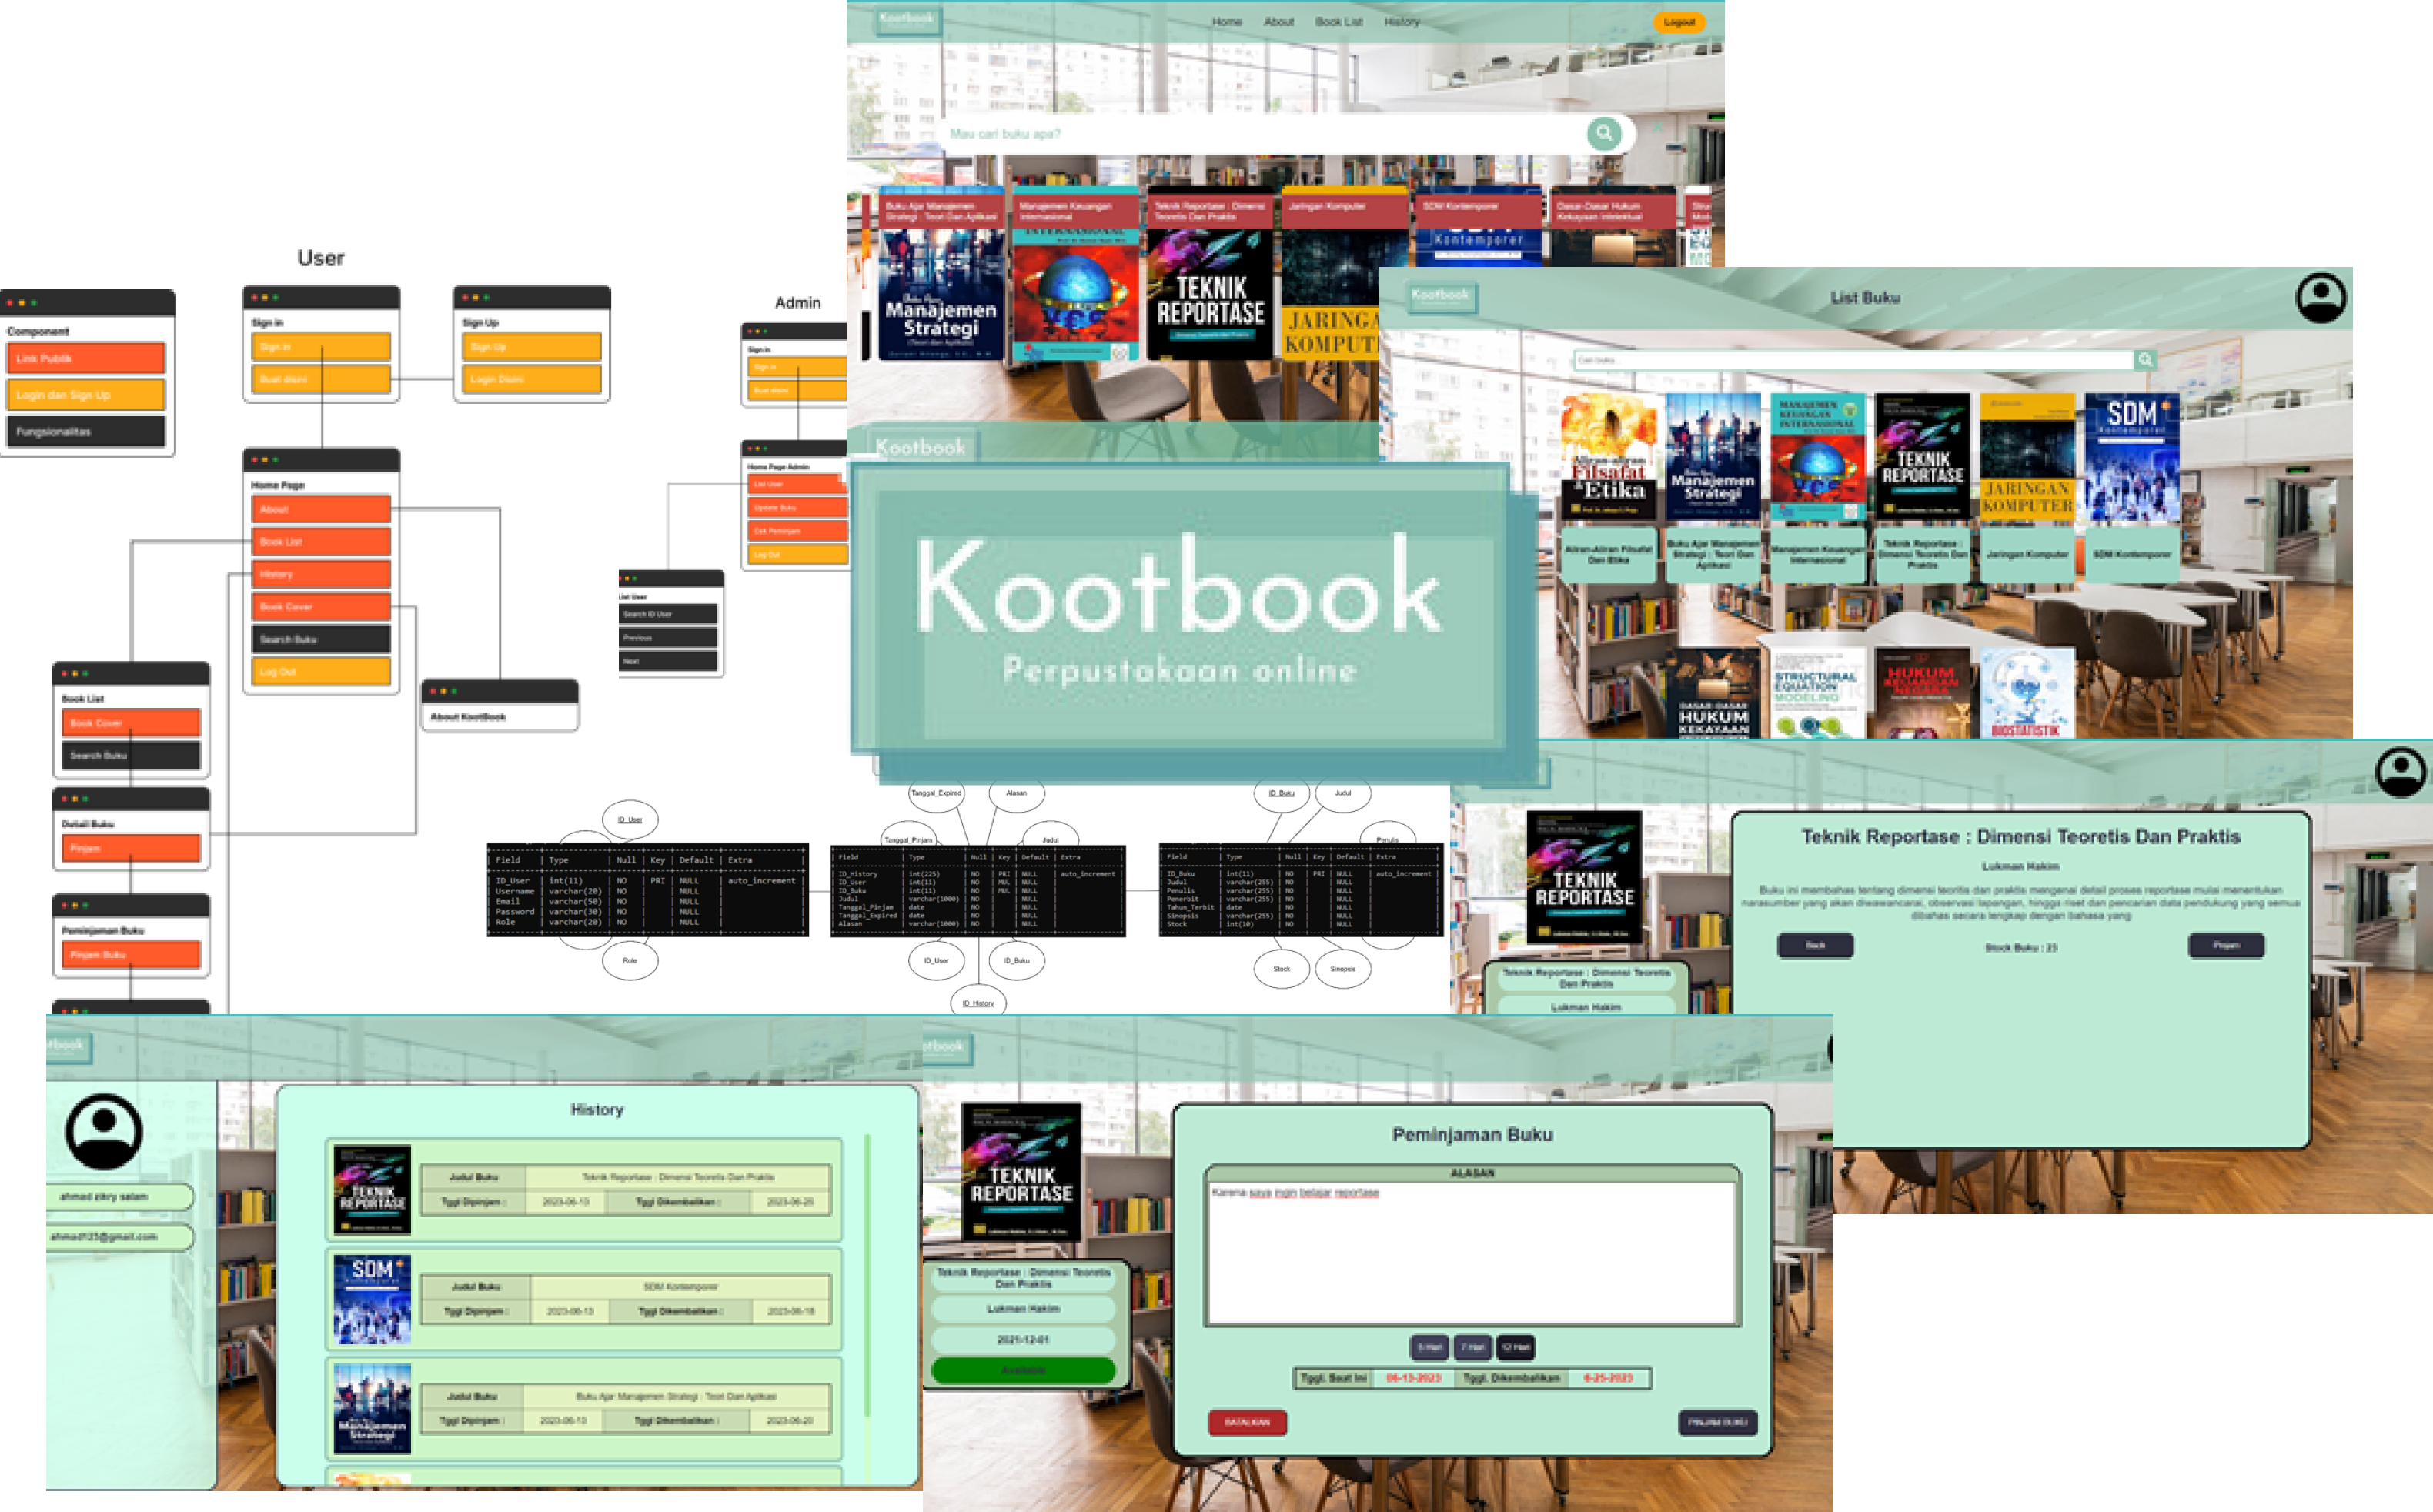 User
Component
Link Publik
Login dan Sign Up
Fungsionalitas
Sign in
Sign in
Buat disini
Sign Up
Sign Up
Login Disini
Home Page
About
Book List
History
Book Cover
Search Buku
Log Out
Book List
Book Cover
Search Buku
About KootBook
Detail Buku
Pinjam
Peminjaman Buku
Pinjam Buku
Admin
Sign in
Sign in
Buat disini
Home Page Admin
List User
Update Buku
Cek Peminjam
Log Out
List User
Search ID User
Previous
Next
Kootbook
Home About Book List History
Logout
Mau cari buku apa?
Buku Ajar Manajemen
Strategi : Teori Dan Aplikasi
Manajemen Keuangan
Internasional
Teknik Reportase : Dimensi
Teoretis Dan Praktis
Jaringan Komputer
SDM Kontemporer
Dasar-Dasar Hukum
Kekayaan Intelektual
Manajemen
Strategi
(Teori dan Aplikasi)
INTERNASIONAL
TEKNIK
REPORTASE
JARINGA
KOMPUT
Kontemporer
Kootbook
Kootbook
Perpustakaan online
Kootbook
List Buku
Cari buku
Aliran-aliran
Filsafat
& Etika
Manajemen
Strategi
MANAJEMEN
KEUANGAN
INTERNASIONAL
TEKNIK
REPORTASE
JARINGAN
KOMPUTER
SDM
Kontemporer
Aliran-Aliran Filsafat
Dan Etika
Buku Ajar Manajemen
Strategi : Teori Dan
Aplikasi
Manajemen Keuangan
Internasional
Teknik Reportase :
Dimensi Teoretis Dan
Praktis
Jaringan Komputer
SDM Kontemporer
DASAR-DASAR
HUKUM
KEKAYAAN
STRUCTURAL
EQUATION
MODELING
HUKUM
KEUANGAN
NEGARA
BIOSTATISTIK
ID_User
Role
Field Type Null Key Default Extra
ID_User int(11) NO PRI NULL auto_increment
Username varchar(20) NO NULL
Email varchar(50) NO NULL
Password varchar(30) NO NULL
Role varchar(20) NO NULL
Tanggal_Expired
Alasan
Tanggal_Pinjam
Judul
Field Type Null Key Default Extra
ID_History int(225) NO PRI NULL auto_increment
ID_User int(11) NO MUL NULL
ID_Buku int(11) NO MUL NULL
Judul varchar(1000) NO NULL
Tanggal_Pinjam date NO NULL
Tanggal_Expired date NO NULL
Alasan varchar(1000) NO NULL
ID_User
ID_Buku
ID_History
ID_Buku
Judul
Penulis
Field Type Null Key Default Extra
ID_Buku int(11) NO PRI NULL auto_increment
Judul varchar(255) NO NULL
Penulis varchar(255) NO NULL
Penerbit varchar(255) NO NULL
Tahun_Terbit date NO NULL
Sinopsis varchar(255) NO NULL
Stock int(10) NO NULL
Stock
Sinopsis
TEKNIK
REPORTASE
Teknik Reportase : Dimensi Teoretis
Dan Praktis
Lukman Hakim
Teknik Reportase : Dimensi Teoretis Dan Praktis
Lukman Hakim
Buku ini membahas tentang dimensi teoritis dan praktis mengenai detail proses reportase mulai menentukan
narasumber yang akan diwawancarai, observasi lapangan, hingga riset dan pencarian data pendukung yang semua
dibahas secara lengkap dengan bahasa yang
Back
Stock Buku : 25
Pinjam
ootbook
ahmad zikry salam
ahmad123@gmail.com
History
TEKNIK
REPORTASE
Judul Buku Teknik Reportase : Dimensi Teoretis Dan Praktis
Tggl Dipinjam : 2023-06-13 Tggl Dikembalikan : 2023-06-25
SDM
Kontemporer
Judul Buku SDM Kontemporer
Tggl Dipinjam : 2023-06-13 Tggl Dikembalikan : 2023-06-18
Manajemen
Strategi
Judul Buku Buku Ajar Manajemen Strategi : Teori Dan Aplikasi
Tggl Dipinjam : 2023-06-13 Tggl Dikembalikan : 2023-06-20
ootbook
TEKNIK
REPORTASE
Teknik Reportase : Dimensi Teoretis
Dan Praktis
Lukman Hakim
2021-12-01
Available
Peminjaman Buku
ALASAN
Karena saya ingin belajar reportase
5 Hari 7 Hari 12 Hari
Tggl. Saat Ini 06-13-2023 Tggl. Dikembalikan 6-25-2023
BATALKAN
PINJAM BUKU